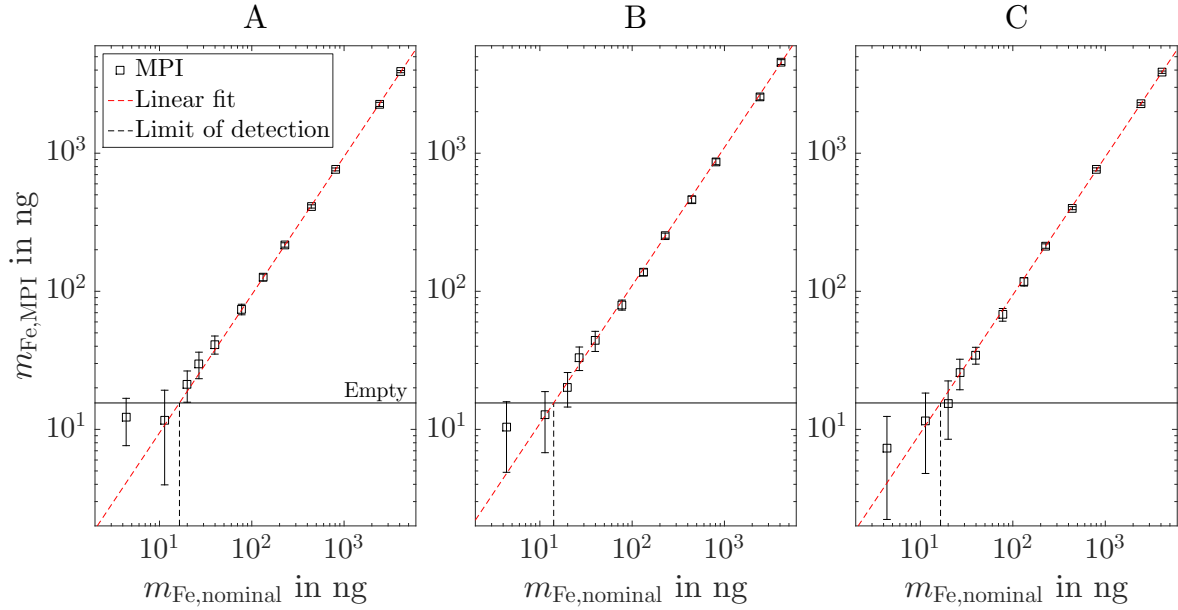 A B C
MPI
Linear fit
Limit of detection
Empty
m_Fe,MPI in ng
10^3
10^2
10^1
10^3
10^2
10^1
10^3
10^2
10^1
10^1 10^2 10^3
10^1 10^2 10^3
10^1 10^2 10^3
m_Fe,nominal in ng
m_Fe,nominal in ng
m_Fe,nominal in ng